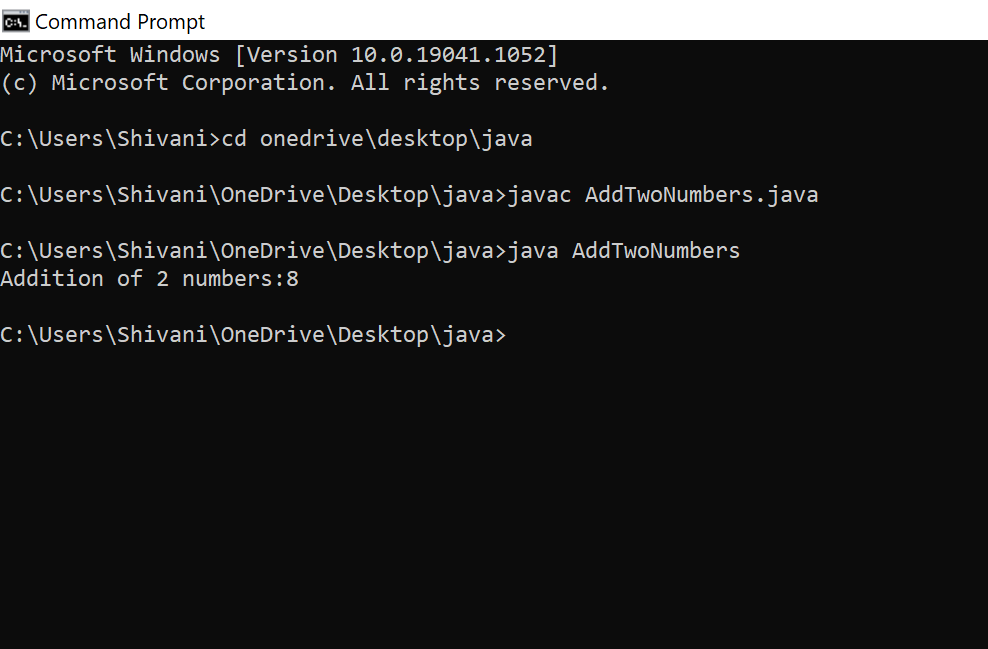 Command Prompt
Microsoft Windows [Version 10.0.19041.1052]
(c) Microsoft Corporation. All rights reserved.
C:\Users\Shivani>cd onedrive\desktop\java
C:\Users\Shivani\OneDrive\Desktop\java>javac AddTwoNumbers.java
C:\Users\Shivani\OneDrive\Desktop\java>java AddTwoNumbers
Addition of 2 numbers:8
C:\Users\Shivani\OneDrive\Desktop\java>